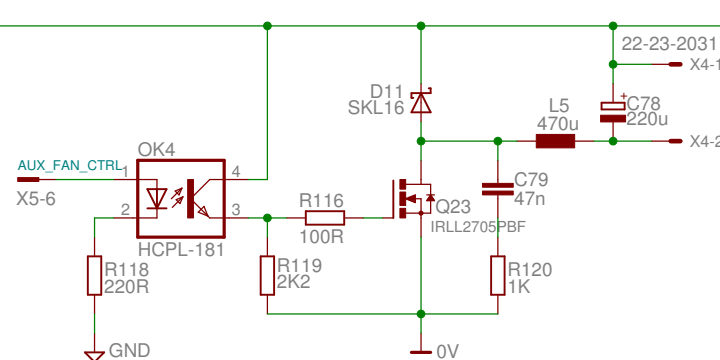 22-23-2031
X4-1
D11
SKL16
L5
470u
+
C78
220u
X4-2
OK4
AUX_FAN_CTRL
1
4
X5-6
2
3
HCPL-181
R116
100R
Q23
IRLL2705PBF
C79
47n
R118
220R
R119
2K2
R120
1K
GND
0V